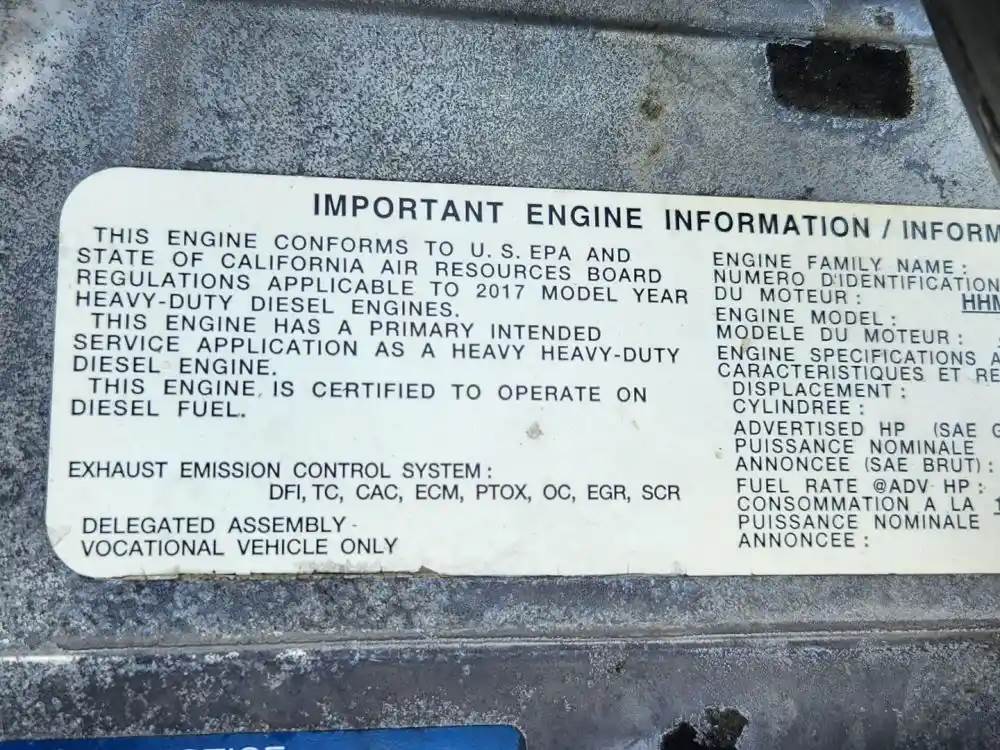 IMPORTANT ENGINE INFORMATION / INFORM
THIS ENGINE CONFORMS TO U.S. EPA AND
STATE OF CALIFORNIA AIR RESOURCES BOARD
REGULATIONS APPLICABLE TO 2017 MODEL YEAR
HEAVY-DUTY DIESEL ENGINES.
THIS ENGINE HAS A PRIMARY INTENDED
SERVICE APPLICATION AS A HEAVY HEAVY-DUTY
DIESEL ENGINE.
THIS ENGINE IS CERTIFIED TO OPERATE ON
DIESEL FUEL.
EXHAUST EMISSION CONTROL SYSTEM:
DFI, TC, CAC, ECM, PTOX, OC, EGR, SCR
DELEGATED ASSEMBLY-
VOCATIONAL VEHICLE ONLY
ENGINE FAMILY NAME:
NUMERO D'IDENTIFICATION
DU MOTEUR: HHM
ENGINE MODEL:
MODELE DU MOTEUR:
ENGINE SPECIFICATIONS A
CARACTERISTIQUES ET RE
DISPLACEMENT:
CYLINDREE:
ADVERTISED HP (SAE G
PUISSANCE NOMINALE
ANNONCEE (SAE BRUT):
FUEL RATE @ADV HP:
CONSOMMATION A LA 1
PUISSANCE NOMINALE
ANNONCEE: